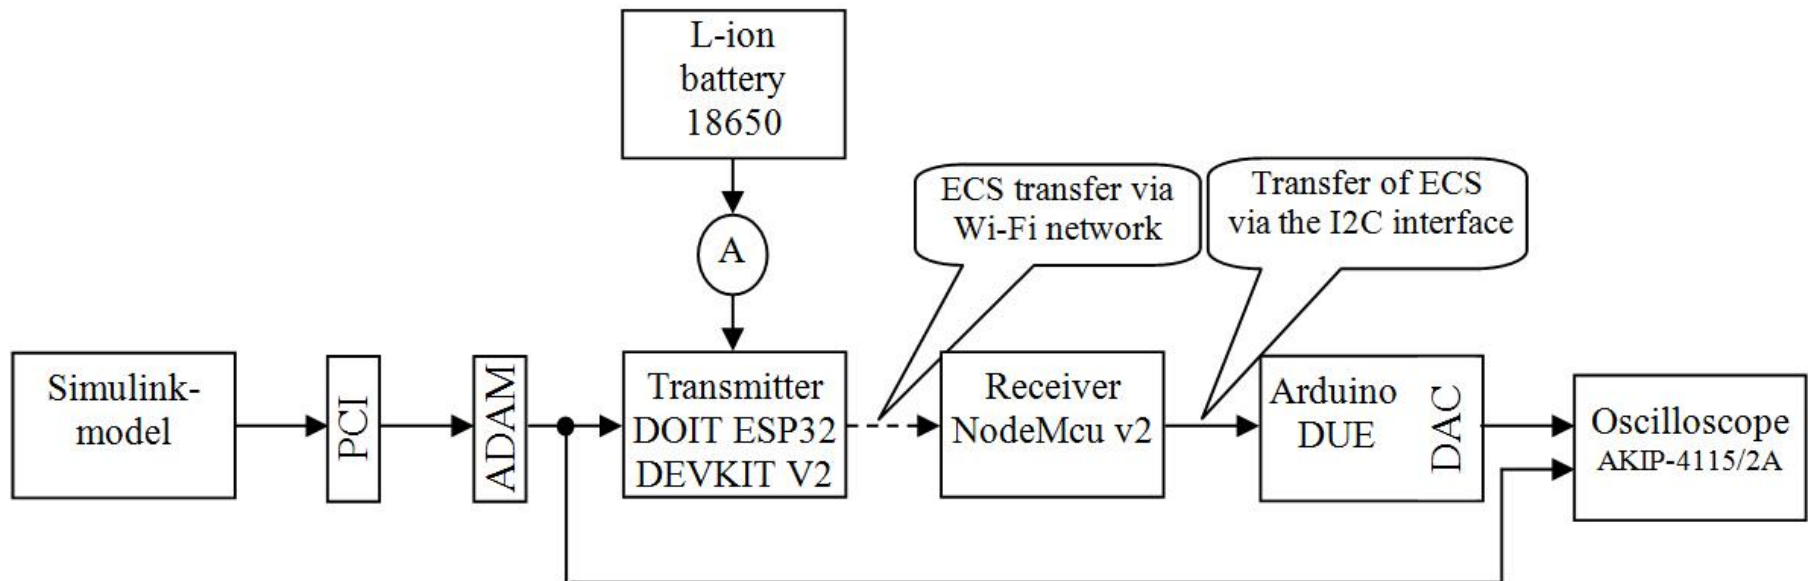 L-ion
battery
18650
ECS transfer via
Wi-Fi network
Transfer of ECS
via the I2C interface
A
Simulink-
model
PCI
ADAM
Transmitter
DOIT ESP32
DEVKIT V2
Receiver
NodeMcu v2
Arduino
DUE
DAC
Oscilloscope
AKIP-4115/2A